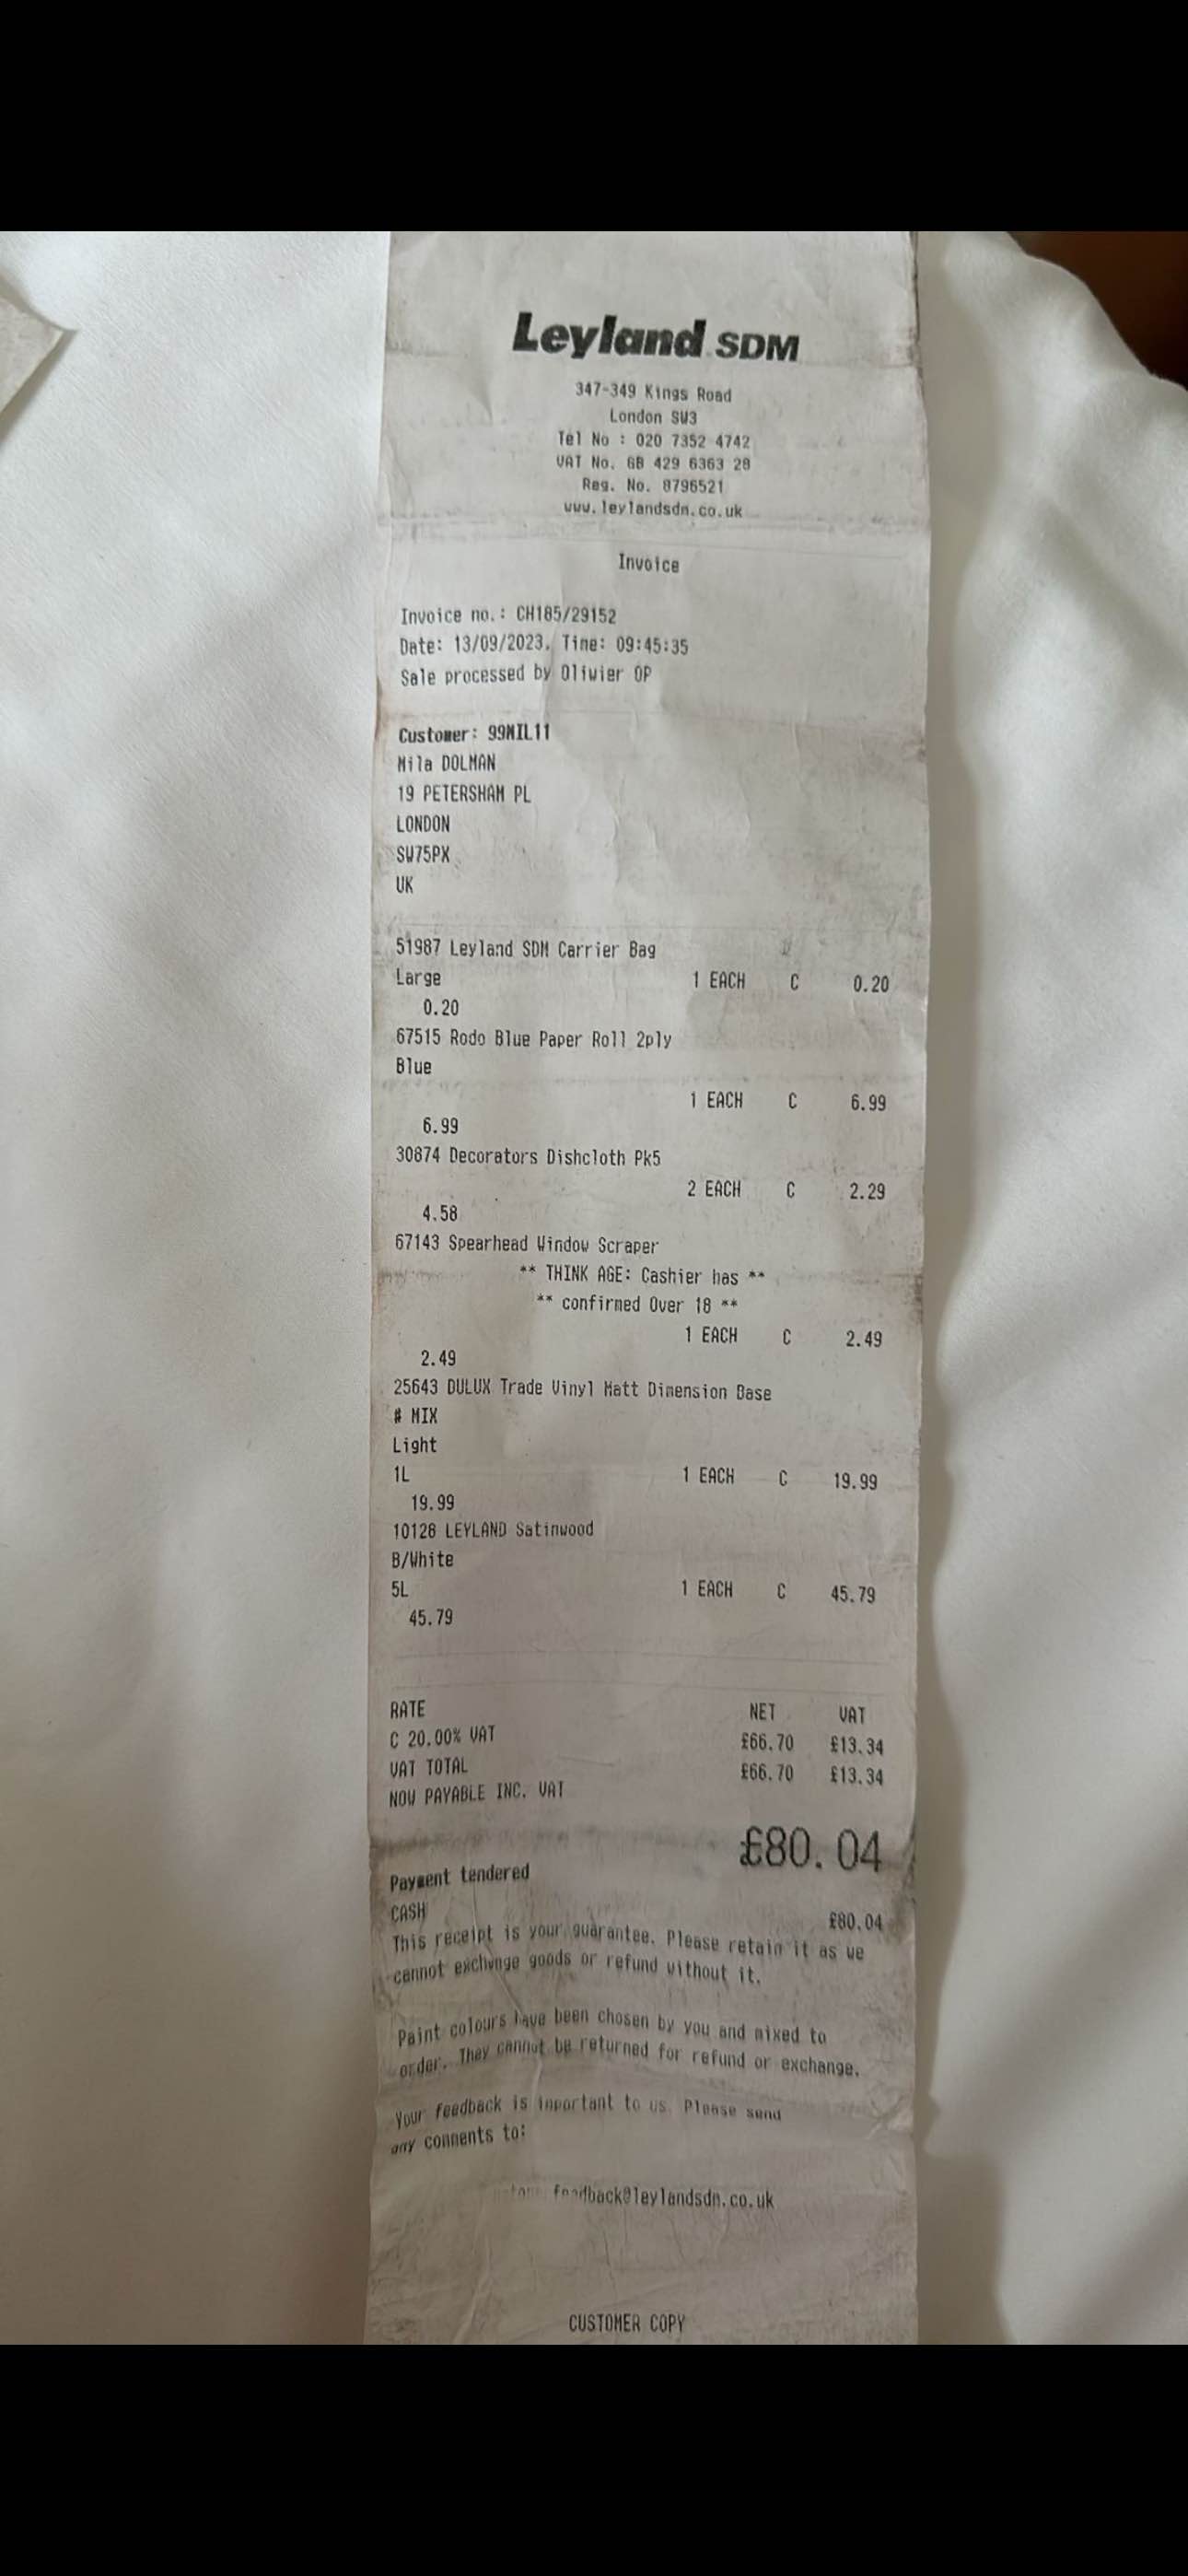 Leyland SDM
347-349 Kings Road
London SW3
Tel No : 020 7352 4742
VAT No. GB 429 6363 28
Reg. No. 8796521
www.leylandsdm.co.uk
Invoice
Invoice no.: CH185/29152
Date: 13/09/2023, Time: 09:45:35
Sale processed by Oliwier OP
Customer: 99MIL11
Mila DOLMAN
19 PETERSHAM PL
LONDON
SW75PX
UK
51987 Leyland SDM Carrier Bag
Large 1 EACH C 0.20
0.20
67515 Rodo Blue Paper Roll 2ply
Blue
1 EACH C 6.99
6.99
30874 Decorators Dishcloth Pk5
2 EACH C 2.29
4.58
67143 Spearhead Window Scraper
** THINK AGE: Cashier has **
** confirmed Over 18 **
1 EACH C 2.49
2.49
25643 DULUX Trade Vinyl Matt Dimension Base
# MIX
Light
1L 1 EACH C 19.99
19.99
10126 LEYLAND Satinwood
B/White
5L 1 EACH C 45.79
45.79
RATE NET VAT
C 20.00% VAT £66.70 £13.34
VAT TOTAL £66.70 £13.34
NOW PAYABLE INC. VAT
£80.04
Payment tendered
CASH £80.04
This receipt is your guarantee. Please retain it as we
cannot exchange goods or refund without it.
Paint colours have been chosen by you and mixed to
order. They cannot be returned for refund or exchange.
Your feedback is important to us. Please send
any comments to:
feedback@leylandsdm.co.uk
CUSTOMER COPY